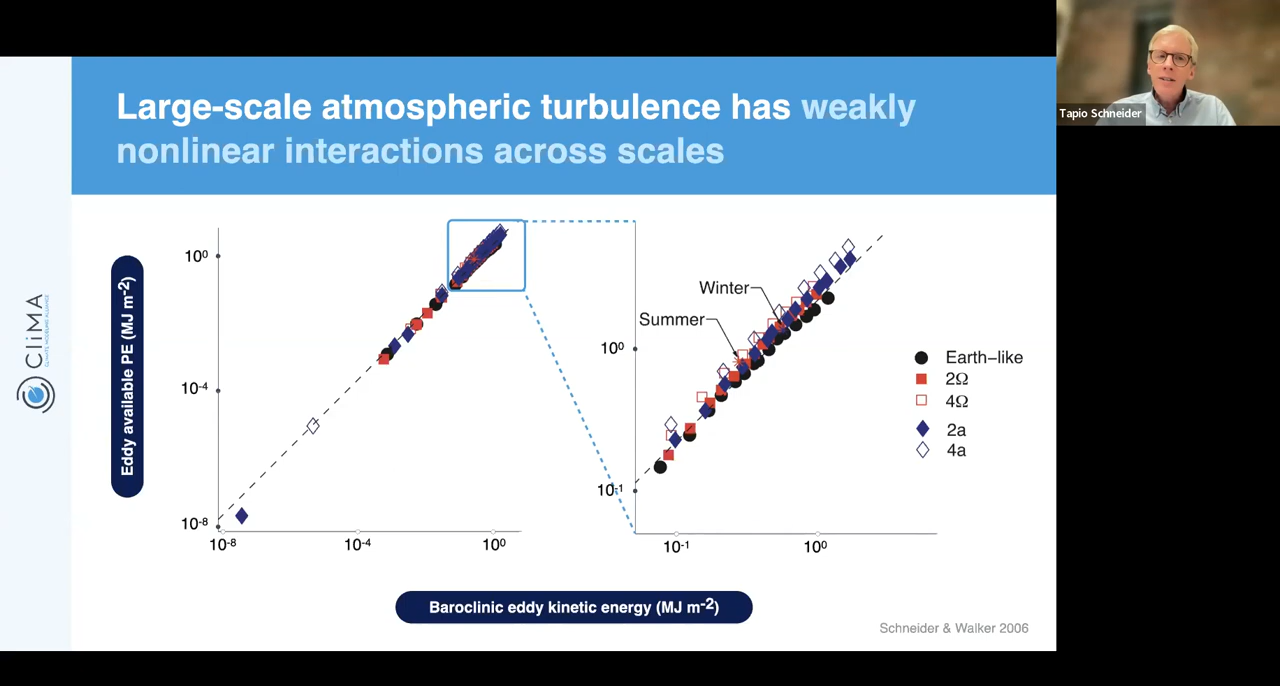 Large-scale atmospheric turbulence has weakly
nonlinear interactions across scales
Tapio Schneider
CliMA
Eddy available PE (MJ m-2)
10⁰
10-4
10-8
10-8
10-4
10⁰
Winter
Summer
10⁰
10-1
10-1
10⁰
Earth–like
2Ω
4Ω
2a
4a
Baroclinic eddy kinetic energy (MJ m-2)
Schneider & Walker 2006